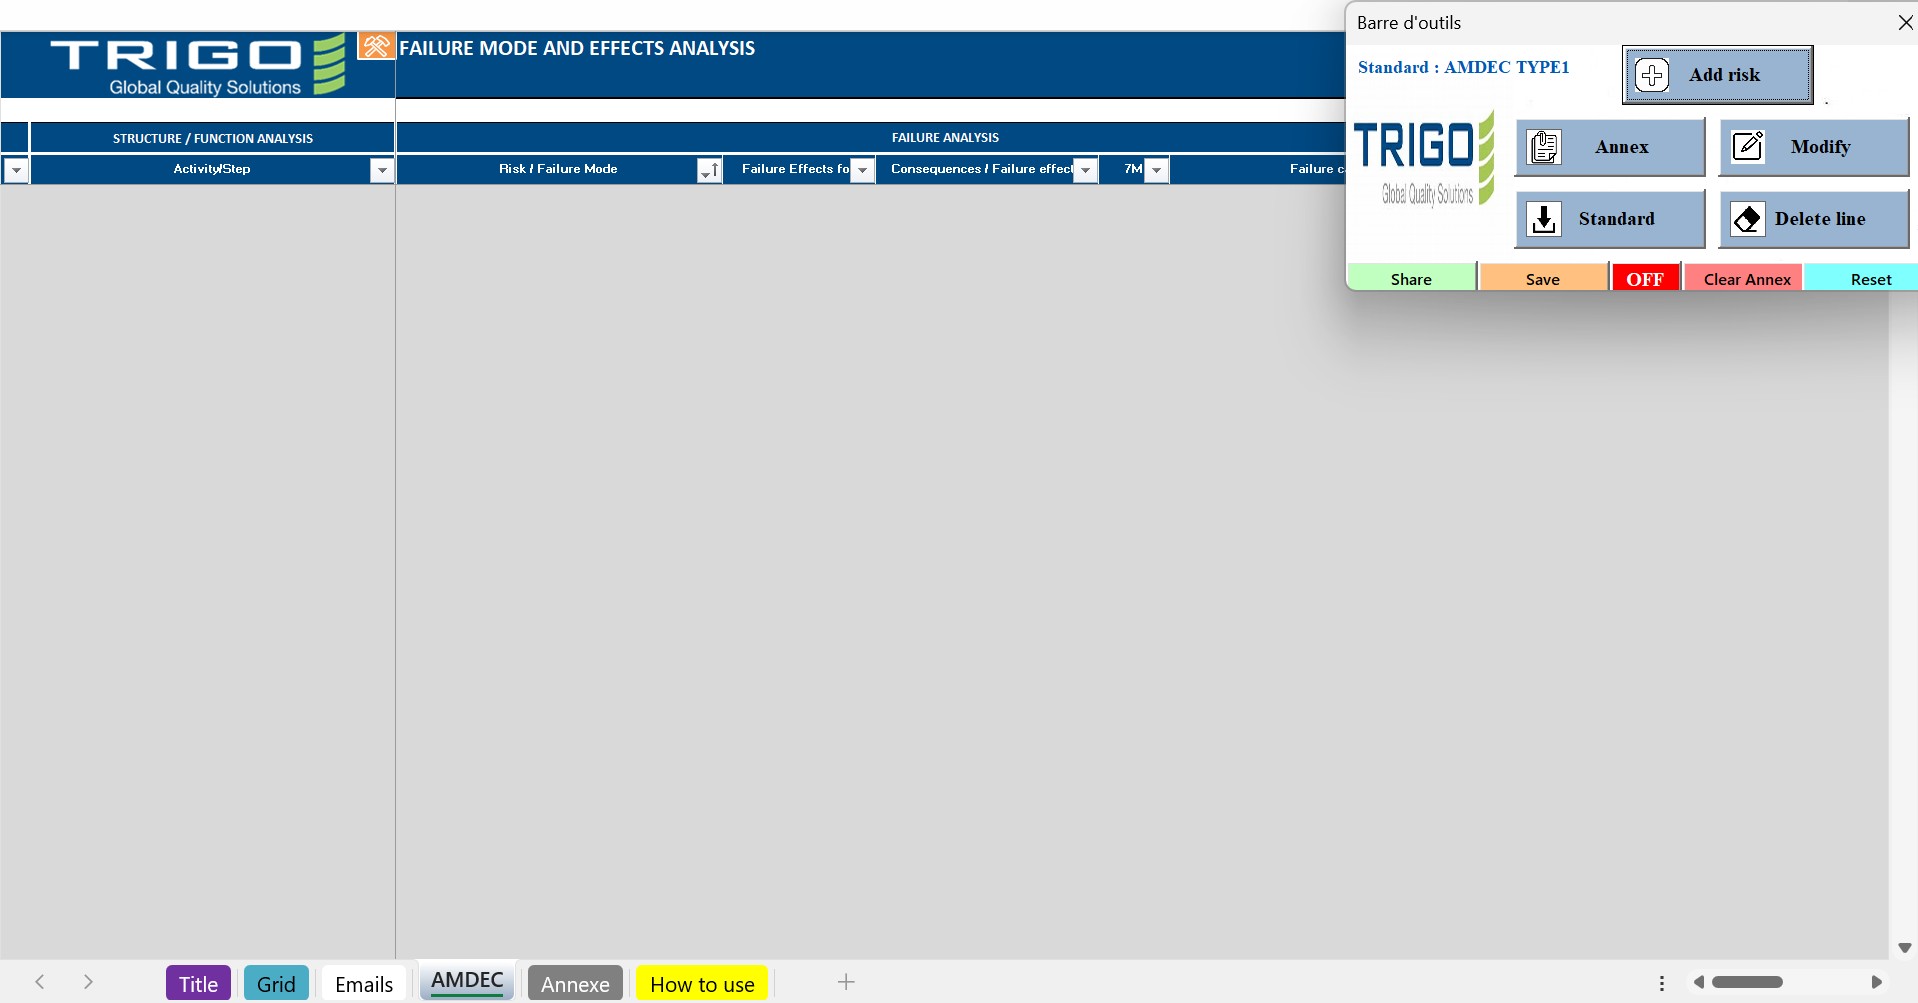 TRIGO
Global Quality Solutions
FAILURE MODE AND EFFECTS ANALYSIS
STRUCTURE / FUNCTION ANALYSIS
FAILURE ANALYSIS
Activity/Step
Risk / Failure Mode
Failure Effects fo
Consequences / Failure effect
7M
Failure c
Barre d'outils
Standard : AMDEC TYPE1
Add risk
TRIGO
Global Quality Solutions
Annex
Modify
Standard
Delete line
Share
Save
OFF
Clear Annex
Reset
Title
Grid
Emails
AMDEC
Annexe
How to use